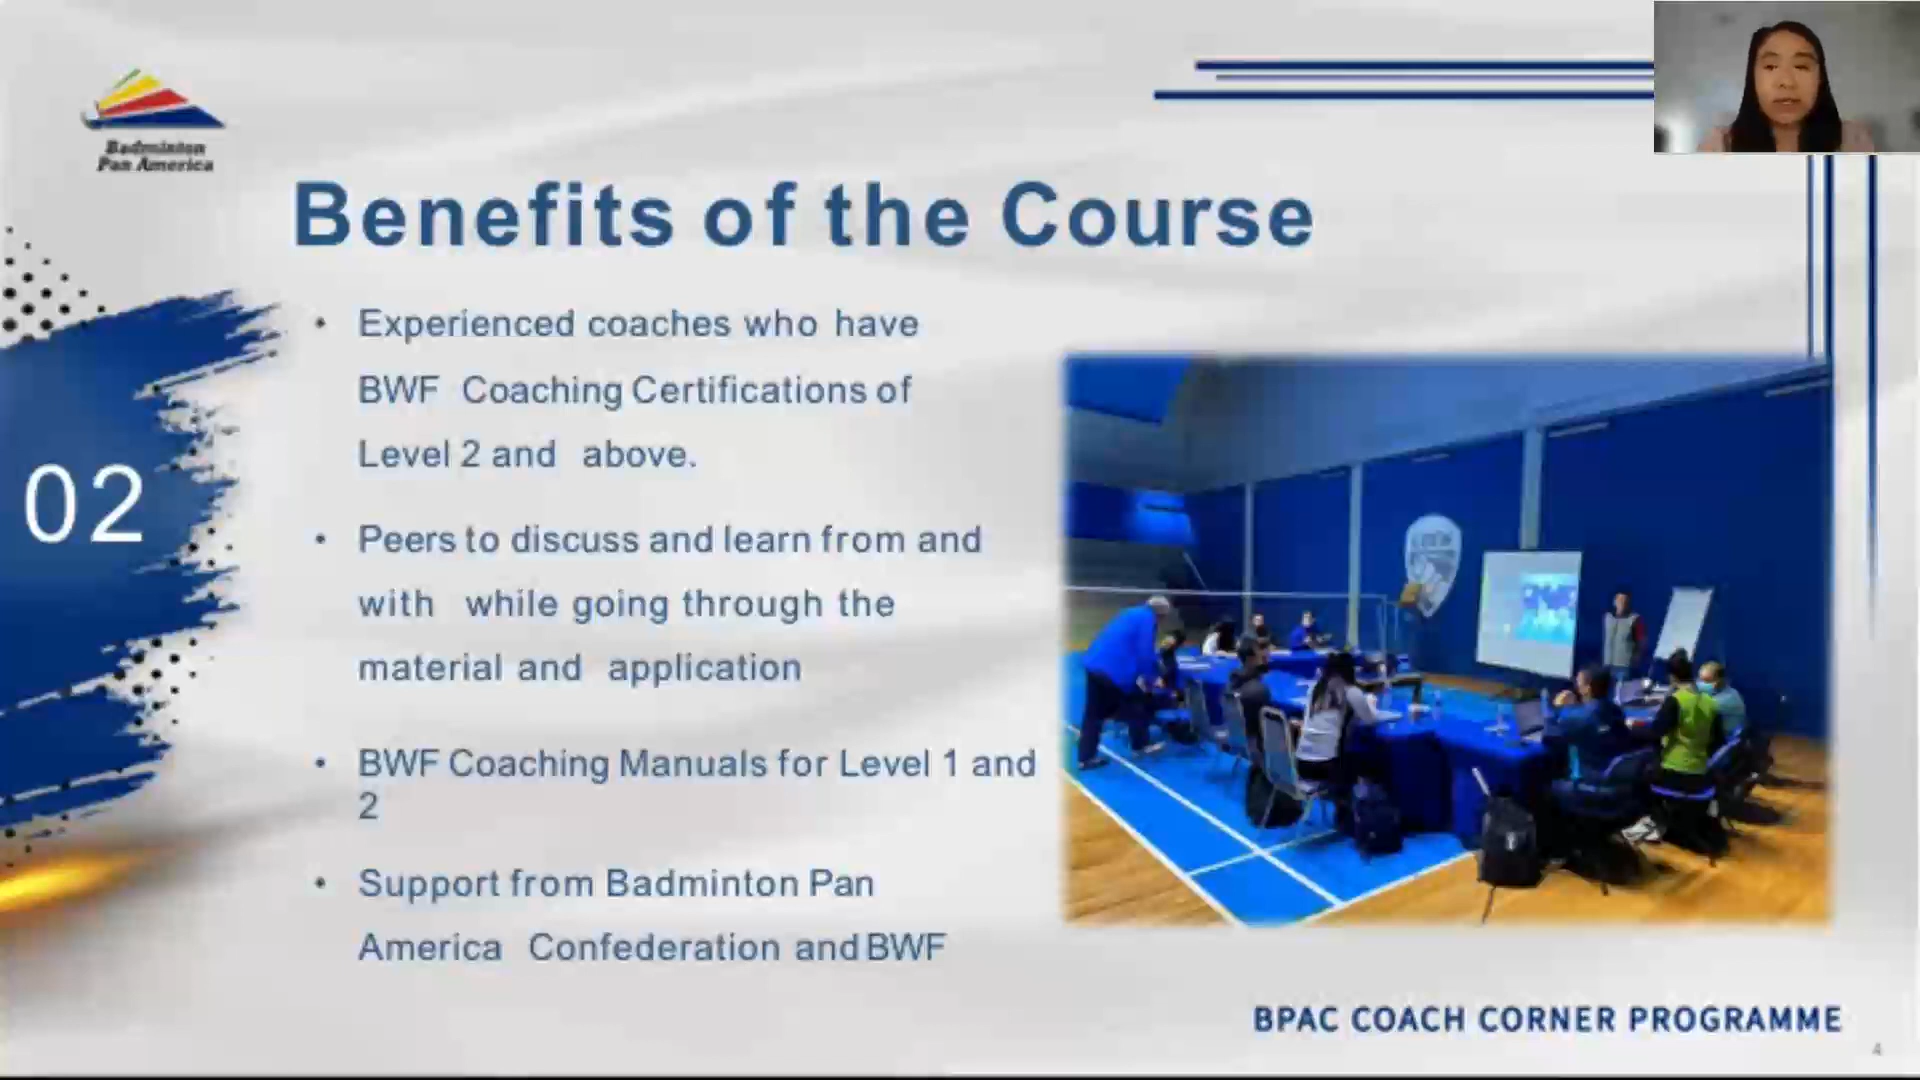 Badminton
Pan America
Benefits of the Course
02
• Experienced coaches who have
BWF Coaching Certifications of
Level 2 and above.
• Peers to discuss and learn from and
with while going through the
material and application
• BWF Coaching Manuals for Level 1 and
2
• Support from Badminton Pan
America Confederation and BWF
BPAC COACH CORNER PROGRAMME
4